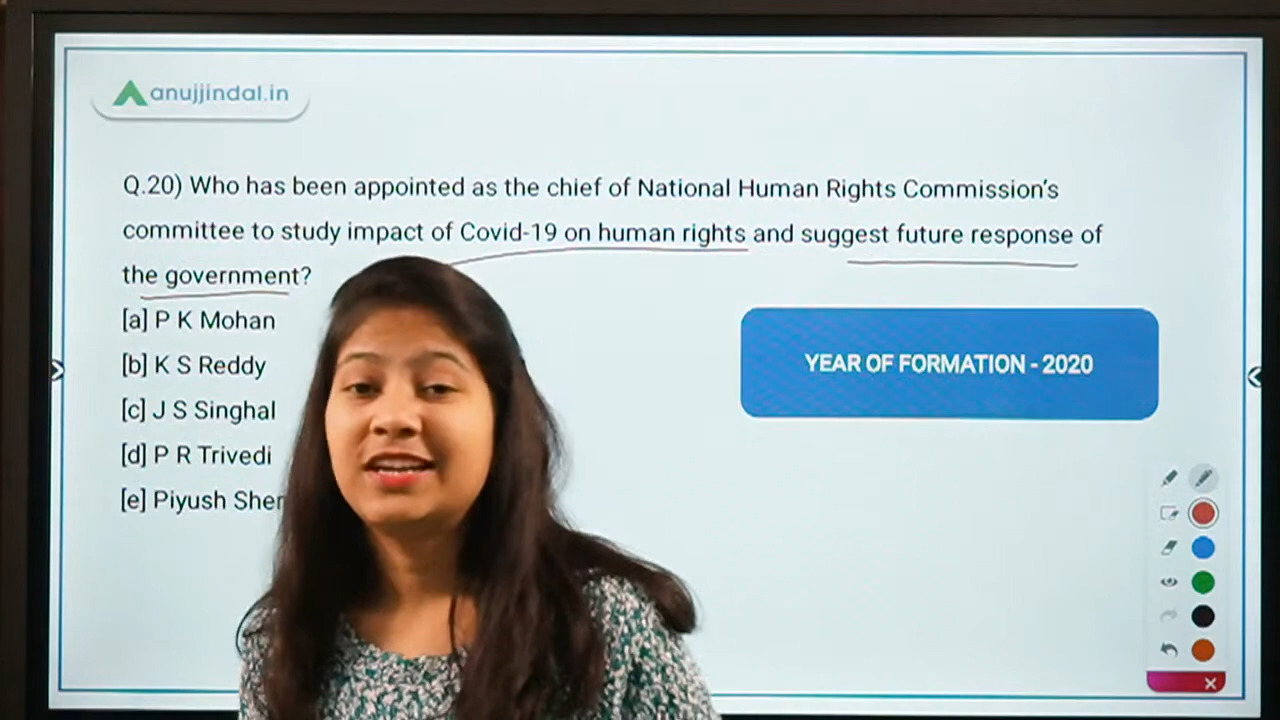 anujjindal.in
Q.20) Who has been appointed as the chief of National Human Rights Commission's
committee to study impact of Covid-19 on human rights and suggest future response of
the government?
[a] P K Mohan
[b] K S Reddy
[c] J S Singhal
[d] P R Trivedi
[e] Piyush
YEAR OF FORMATION - 2020